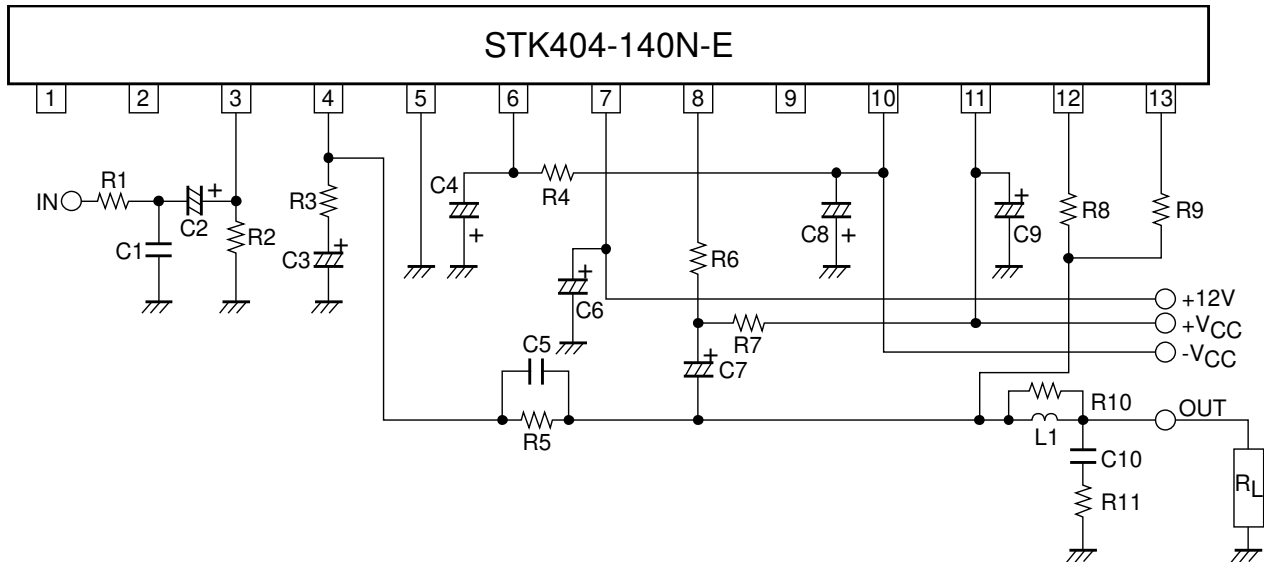 STK404-140N-E
1 2 3 4 5 6 7 8 9 10 11 12 13
IN
R1
C1
C2
+
R2
R3
C3
+
C4
+
R4
C8
+
C9
+
R8
R9
R6
C6
+
+12V
+VCC
-VCC
R7
C7
+
C5
R5
R10
L1
OUT
C10
R11
RL